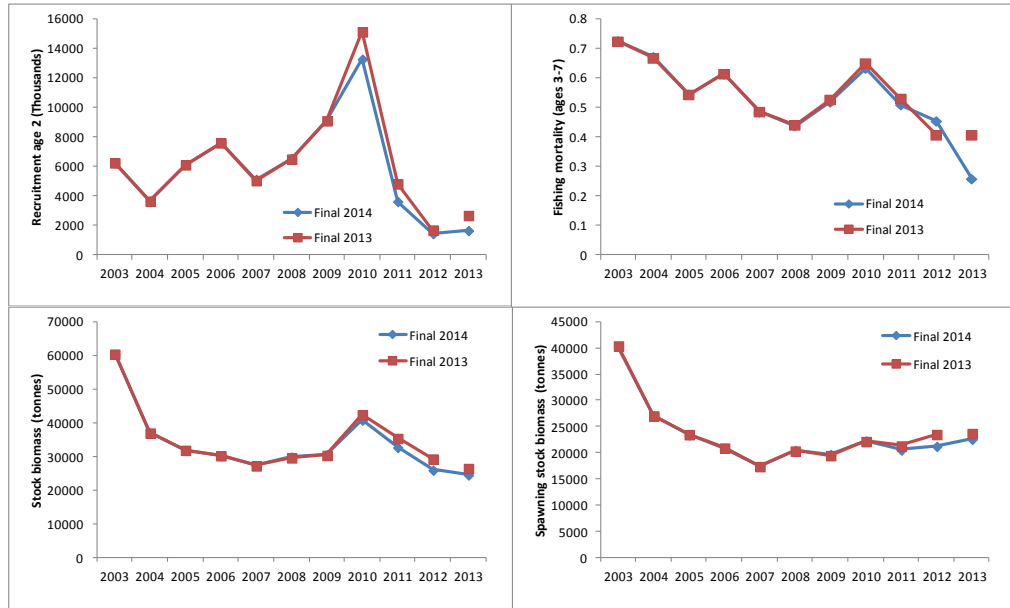 Recruitment age 2 (Thousands)
16000
14000
12000
10000
8000
6000
4000
2000
0
Final 2014
Final 2013
2003 2004 2005 2006 2007 2008 2009 2010 2011 2012 2013
Fishing mortality (ages 3-7)
0.8
0.7
0.6
0.5
0.4
0.3
0.2
0.1
0
Final 2014
Final 2013
2003 2004 2005 2006 2007 2008 2009 2010 2011 2012 2013
Stock biomass (tonnes)
70000
60000
50000
40000
30000
20000
10000
0
Final 2014
Final 2013
2003 2004 2005 2006 2007 2008 2009 2010 2011 2012 2013
Spawning stock biomass (tonnes)
45000
40000
35000
30000
25000
20000
15000
10000
5000
0
Final 2014
Final 2013
2003 2004 2005 2006 2007 2008 2009 2010 2011 2012 2013